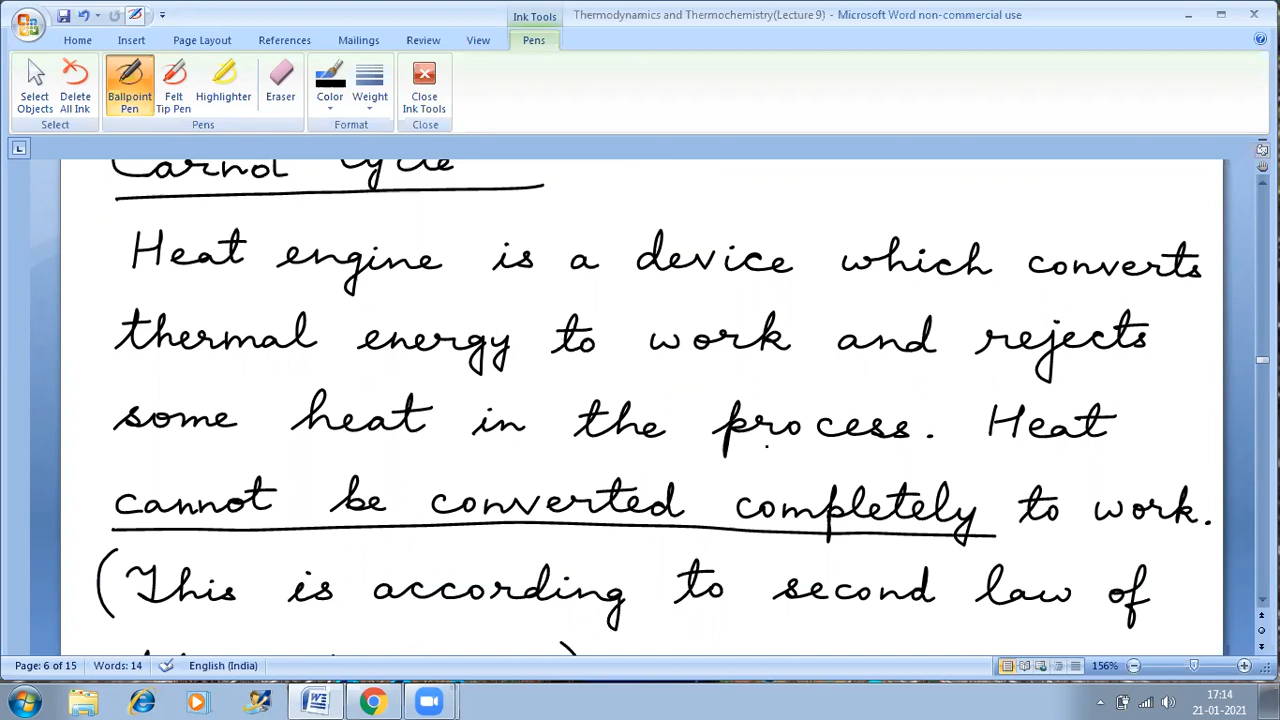 Ink Tools
Thermodynamics and Thermochemistry(Lecture 9) - Microsoft Word non-commercial use
Home Insert Page Layout References Mailings Review View Pens
Select Objects
Delete All Ink
Ballpoint Pen
Felt Tip Pen
Highlighter
Eraser
Color
Weight
Close Ink Tools
Select Pens Format Close
Carnot Cycle
Heat engine is a device which converts
thermal energy to work and rejects
some heat in the process. Heat
cannot be converted completely to work.
(This is according to second law of
Page: 6 of 15 Words: 14 English (India) 156%
17:14
21-01-2021